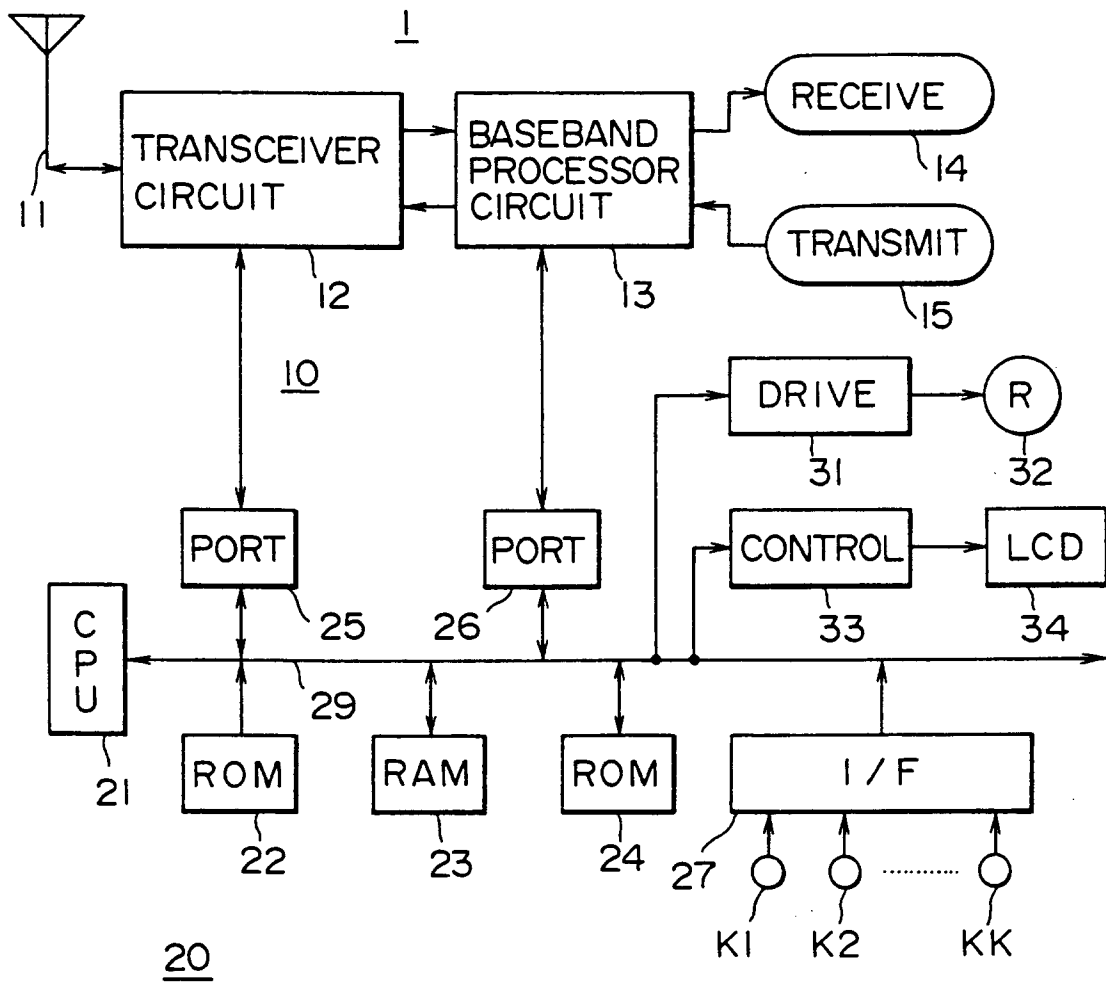 1
TRANSCEIVER
CIRCUIT
BASEBAND
PROCESSOR
CIRCUIT
RECEIVE
14
TRANSMIT
15
11
12
13
10
DRIVE
31
R
32
PORT
25
PORT
26
CONTROL
33
LCD
34
C
P
U
21
29
ROM
22
RAM
23
ROM
24
I/F
27
K1
K2
............
KK
20